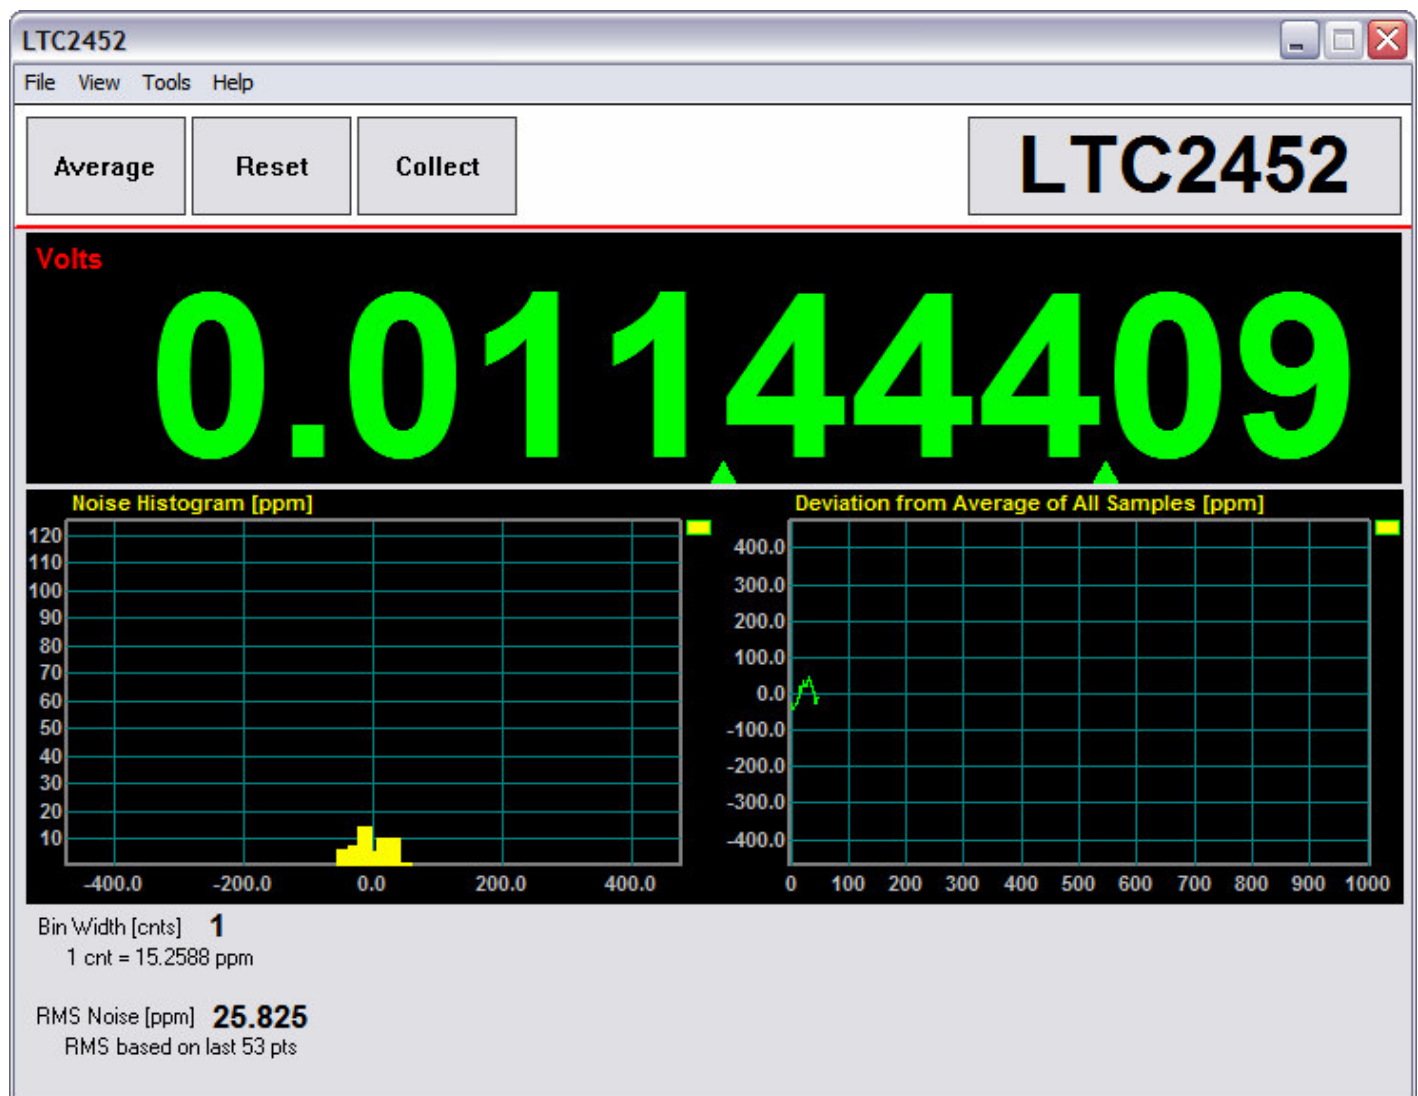 LTC2452
File View Tools Help
Average Reset Collect LTC2452
Volts
0.01144409
Noise Histogram [ppm]
120
110
100
90
80
70
60
50
40
30
20
10
-400.0 -200.0 0.0 200.0 400.0
Deviation from Average of All Samples [ppm]
400.0
300.0
200.0
100.0
0.0
-100.0
-200.0
-300.0
-400.0
0 100 200 300 400 500 600 700 800 900 1000
Bin Width [cnts] 1
1 cnt = 15.2588 ppm
RMS Noise [ppm] 25.825
RMS based on last 53 pts